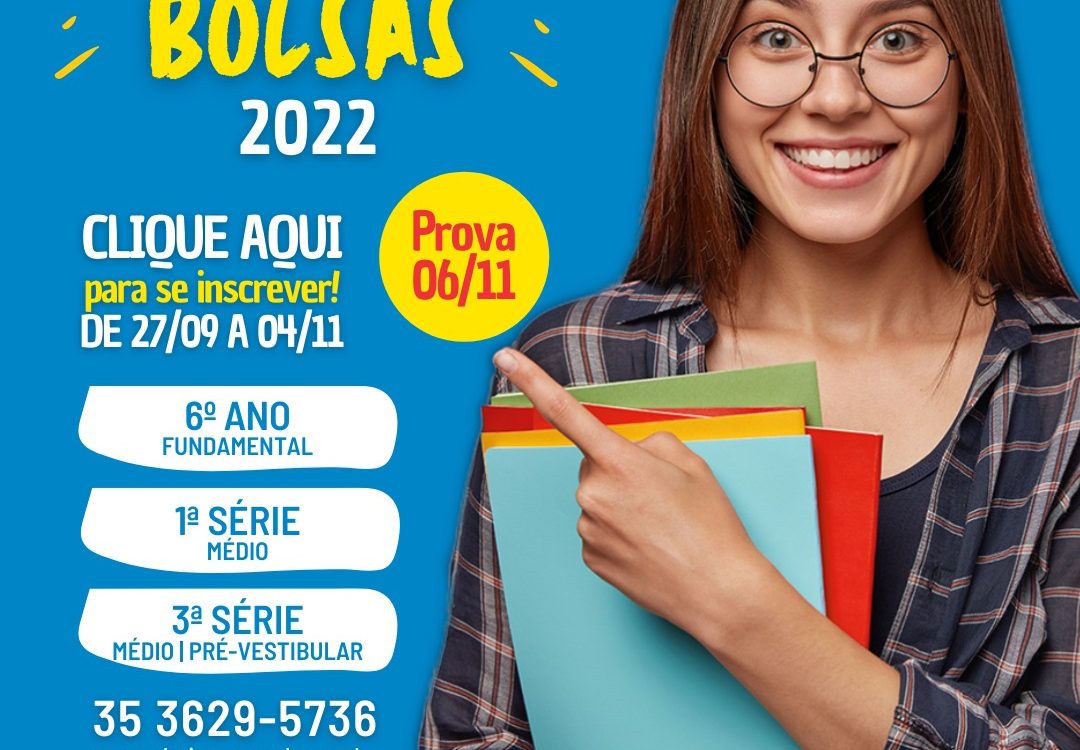 BOLSAS
2022
CLIQUE AQUI
para se inscrever!
DE 27/09 A 04/11
Prova
06/11
6º ANO
FUNDAMENTAL
1ª SÉRIE
MÉDIO
3ª SÉRIE
MÉDIO | PRÉ-VESTIBULAR
35 3629-5736